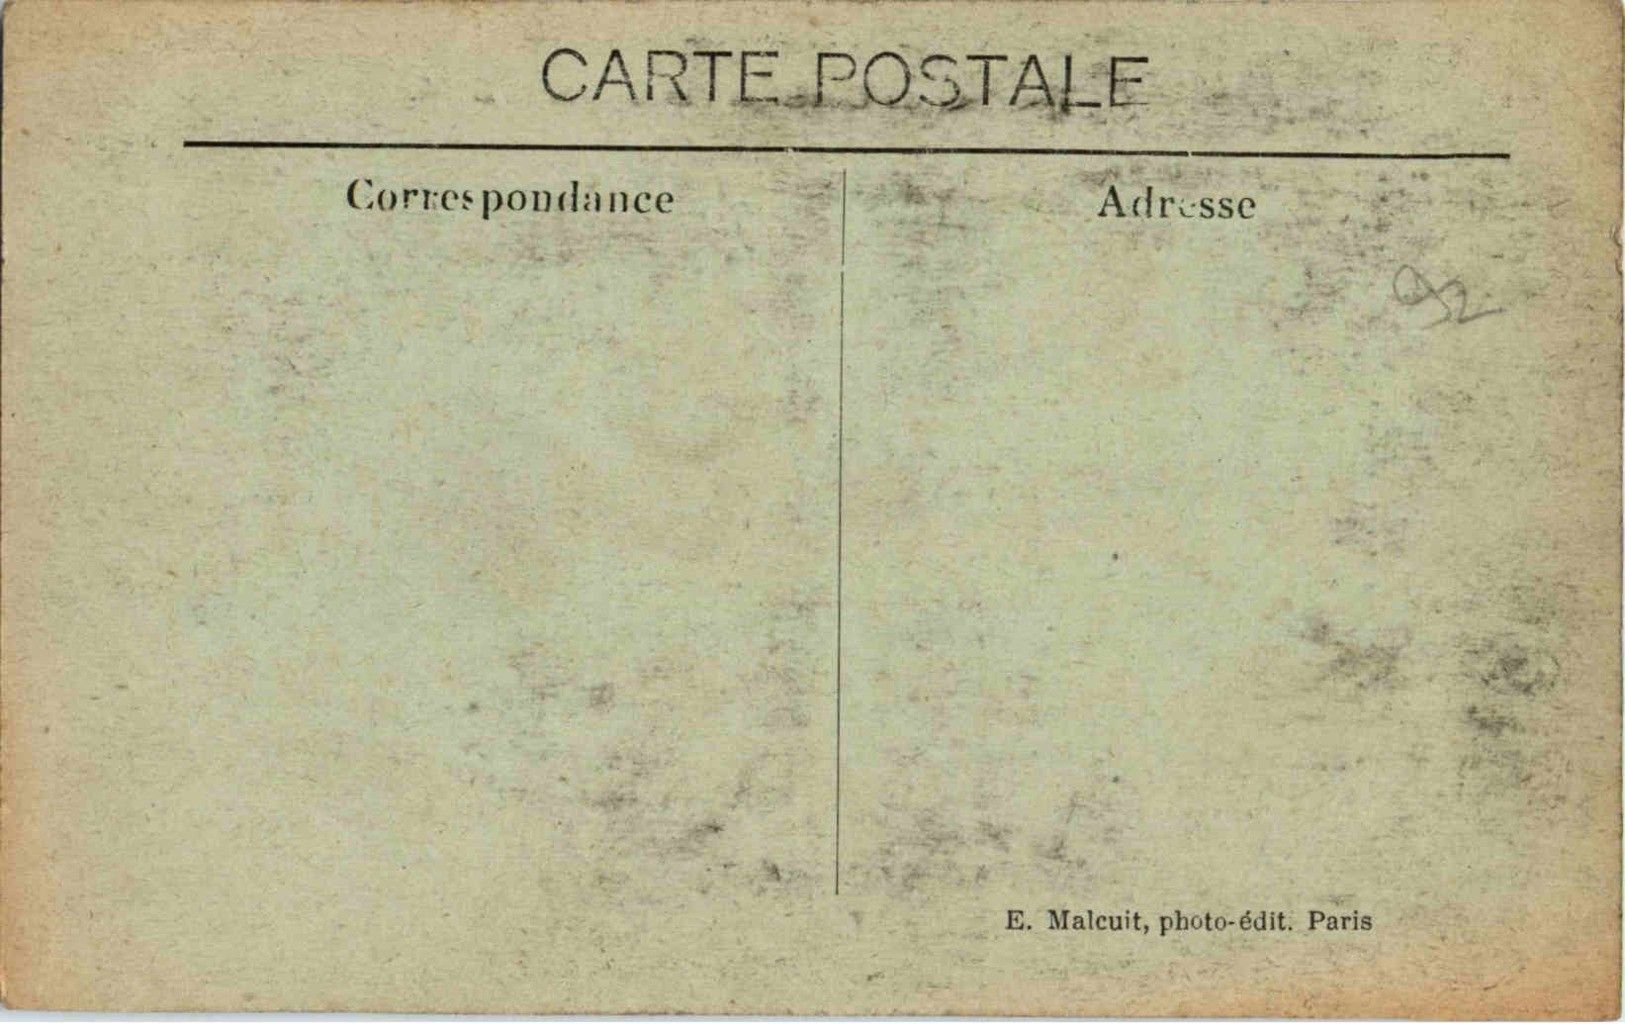 CARTE POSTALE
Correspondance
Adresse
92
E. Malcuit, photo-édit. Paris